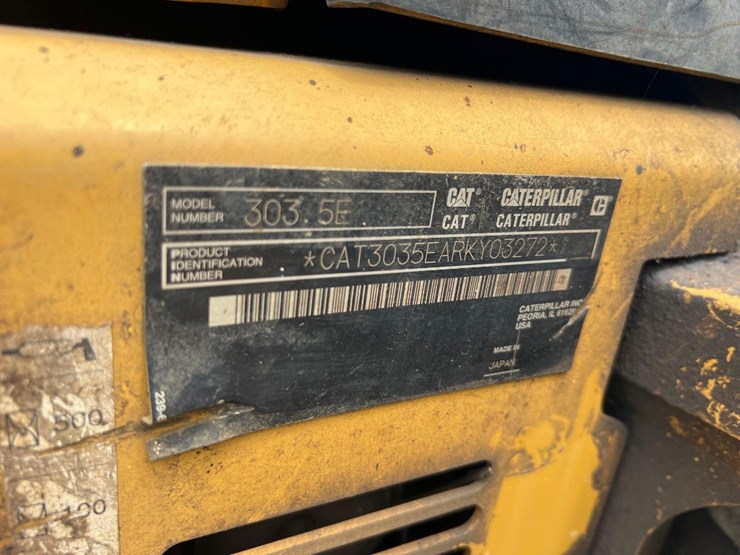 MODEL NUMBER 303.5E
CAT® CATERPILLAR®
CAT® CATERPILLAR®
PRODUCT IDENTIFICATION NUMBER *CAT3035EARKY03272*
CATERPILLAR INC
PEORIA, IL
USA
MADE IN
JAPAN
500
100